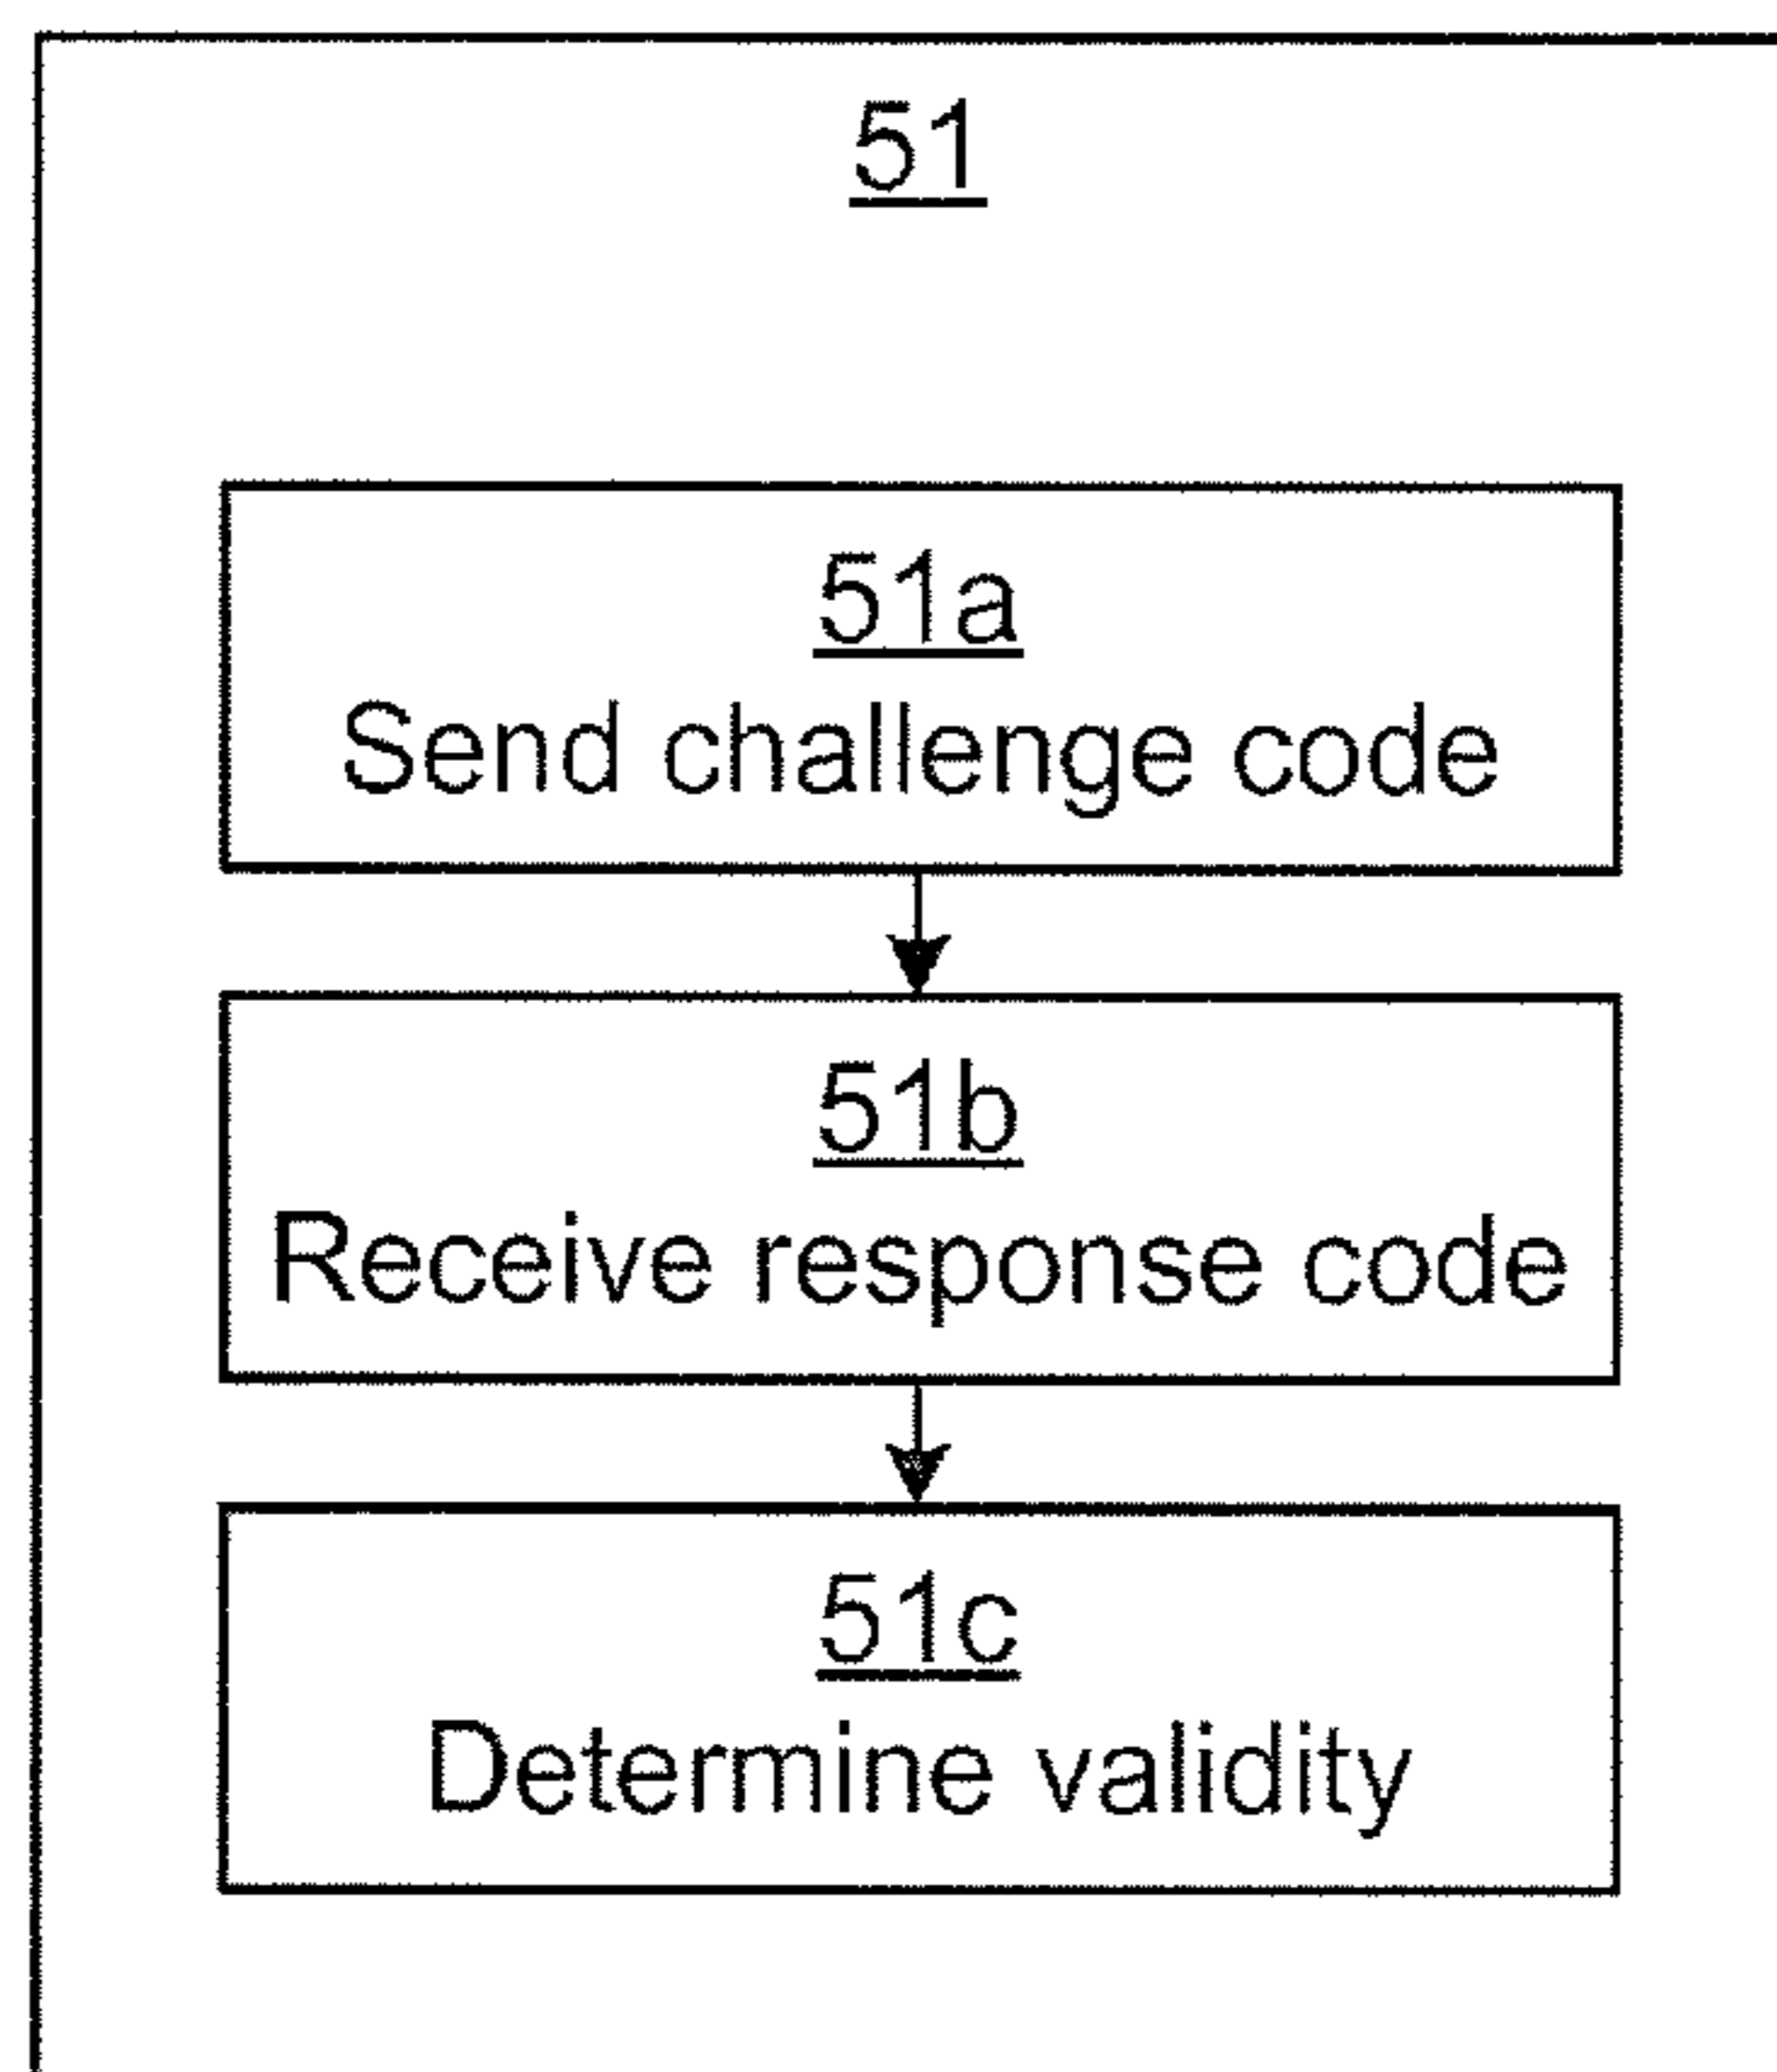 51
51a
Send challenge code
51b
Receive response code
51c
Determine validity